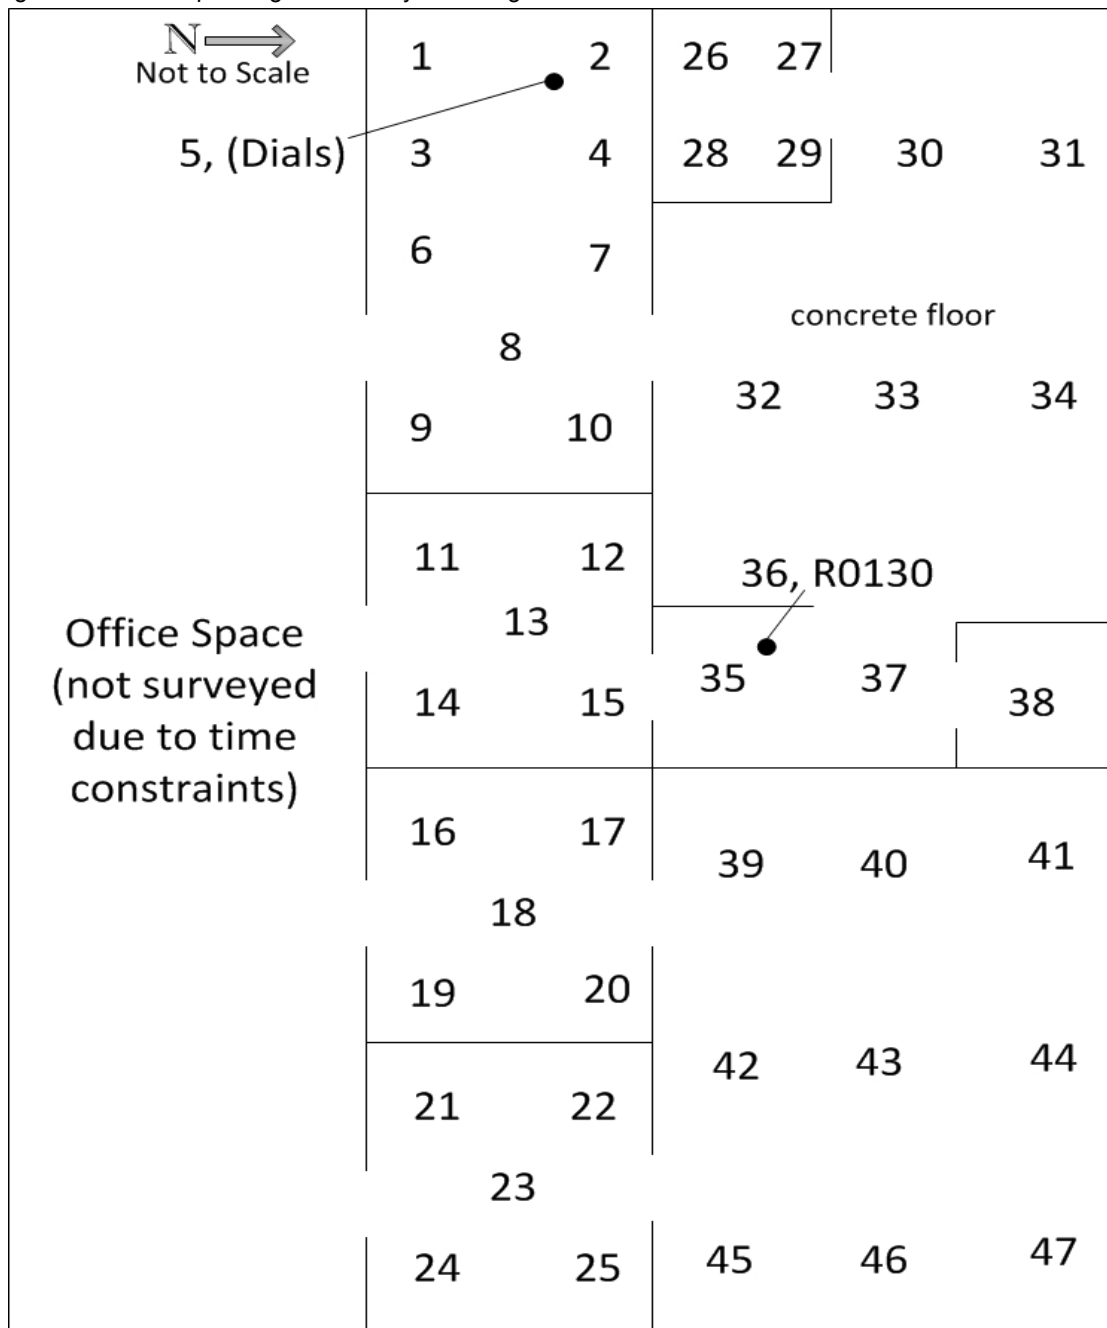 N
Not to Scale
1 2 26 27
5, (Dials) 3 4 28 29 30 31
6 7
concrete floor
8
32 33 34
9 10
11 12
36, R0130
13
Office Space
(not surveyed
due to time
constraints)
35 37
14 15 38
16 17
39 40 41
18
19 20
42 43 44
21 22
23
24 25 45 46 47